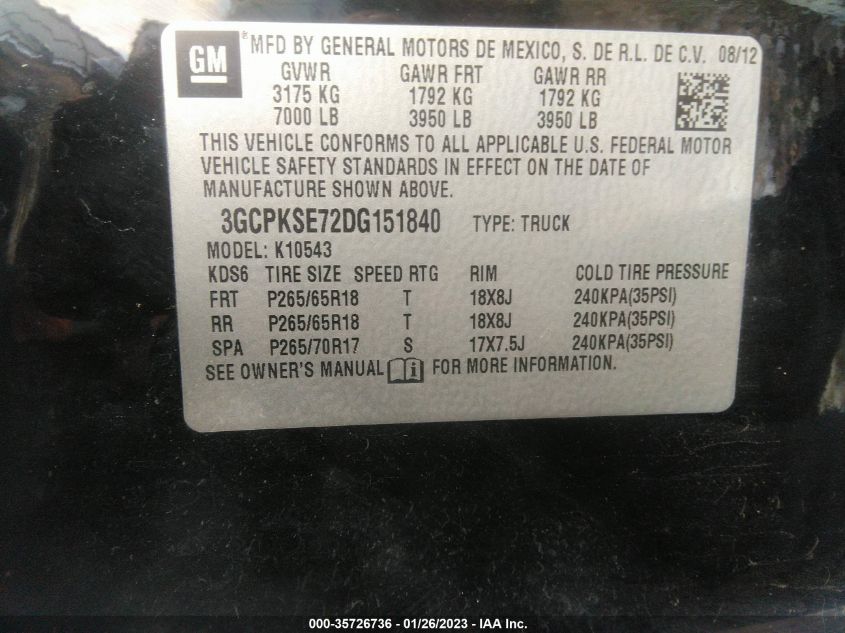 GM ® MFD BY GENERAL MOTORS DE MEXICO, S. DE R.L. DE C.V. 08/12
GVWR GAWR FRT GAWR RR
3175 KG 1792 KG 1792 KG
7000 LB 3950 LB 3950 LB
THIS VEHICLE CONFORMS TO ALL APPLICABLE U.S. FEDERAL MOTOR
VEHICLE SAFETY STANDARDS IN EFFECT ON THE DATE OF
MANUFACTURE SHOWN ABOVE.
3GCPKSE72DG151840 TYPE: TRUCK
MODEL: K10543
KDS6 TIRE SIZE SPEED RTG RIM COLD TIRE PRESSURE
FRT P265/65R18 T 18X8J 240KPA(35PSI)
RR P265/65R18 T 18X8J 240KPA(35PSI)
SPA P265/70R17 S 17X7.5J 240KPA(35PSI)
SEE OWNER'S MANUAL i FOR MORE INFORMATION.
000-35726736 - 01/26/2023 - IAA Inc.